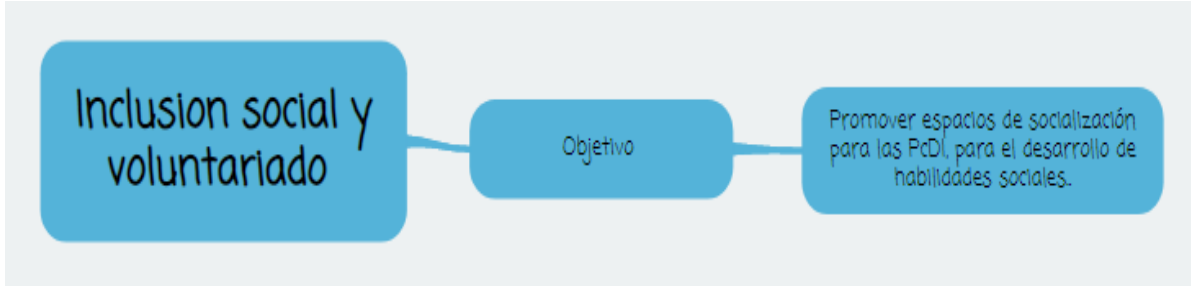 Inclusion social y
voluntariado
Objetivo
Promover espacios de socialización
para las PcDI, para el desarrollo de
habilidades sociales..